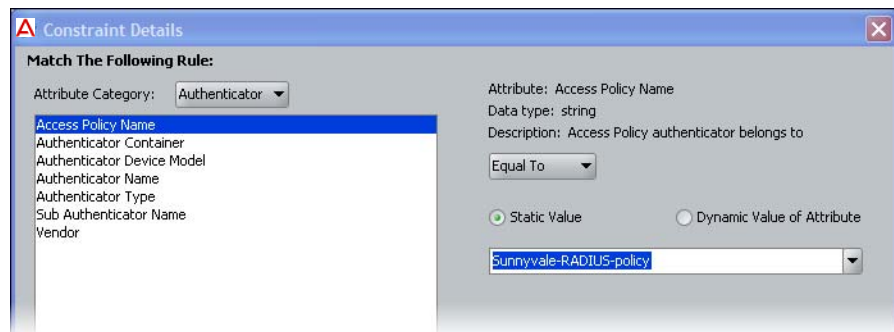 Constraint Details
Match The Following Rule:
Attribute Category: Authenticator
Access Policy Name
Authenticator Container
Authenticator Device Model
Authenticator Name
Authenticator Type
Sub Authenticator Name
Vendor
Attribute: Access Policy Name
Data type: string
Description: Access Policy authenticator belongs to
Equal To
Static Value Dynamic Value of Attribute
Sunnyvale-RADIUS-policy